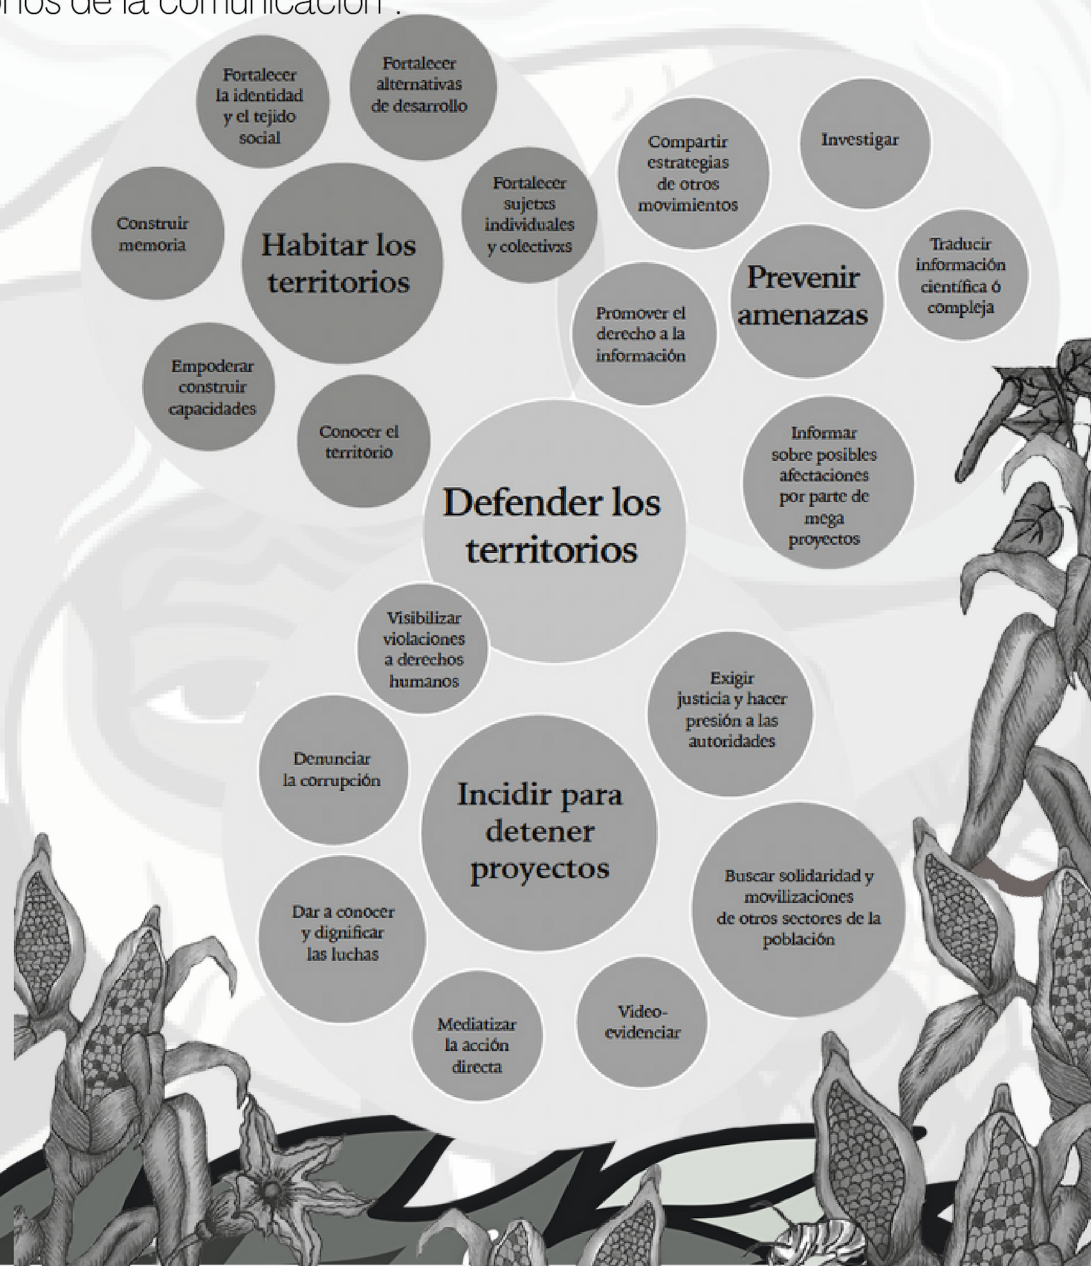 de la comunicación".
Fortalecer
la identidad
y el tejido
social
Fortalecer
alternativas
de desarrollo
Construir
memoria
Habitar los
territorios
Fortalecer
sujetxs
individuales
y colectivxs
Empoderar
construir
capacidades
Conocer el
territorio
Compartir
estrategias
de otros
movimientos
Investigar
Prevenir
amenazas
Traducir
información
científica ó
compleja
Promover el
derecho a la
información
Informar
sobre posibles
afectaciones
por parte de
mega
proyectos
Defender los
territorios
Visibilizar
violaciones
a derechos
humanos
Exigir
justicia y hacer
presión a las
autoridades
Denunciar
la corrupción
Incidir para
detener
proyectos
Buscar solidaridad y
movilizaciones
de otros sectores de la
población
Dar a conocer
y dignificar
las luchas
Mediatizar
la acción
directa
Video-
evidenciar